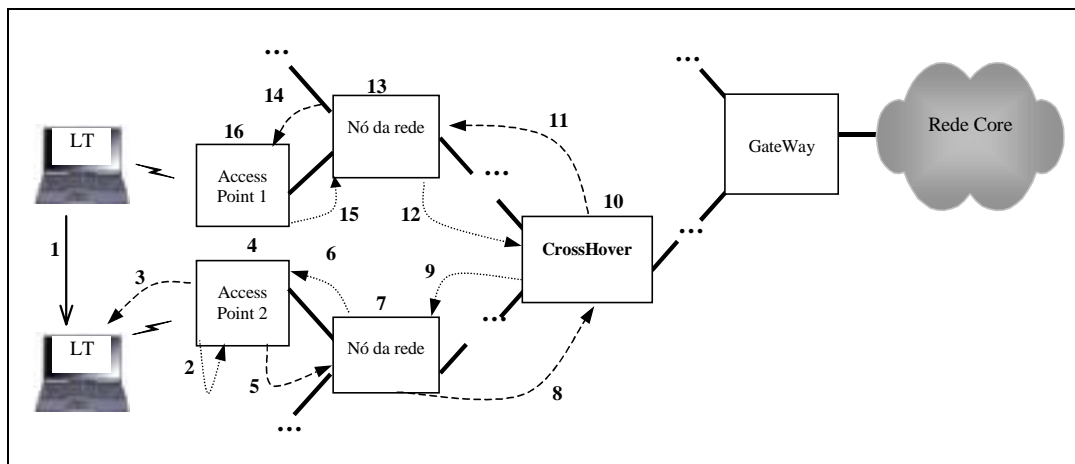 ...
13
14
16
Nó da rede
11
LT
Access
Point 1
...
15
12
10
1
4
6
9
CrossHover
...
GateWay
Rede Core
...
3
Access
Point 2
7
...
LT
Nó da rede
2
5
8
...